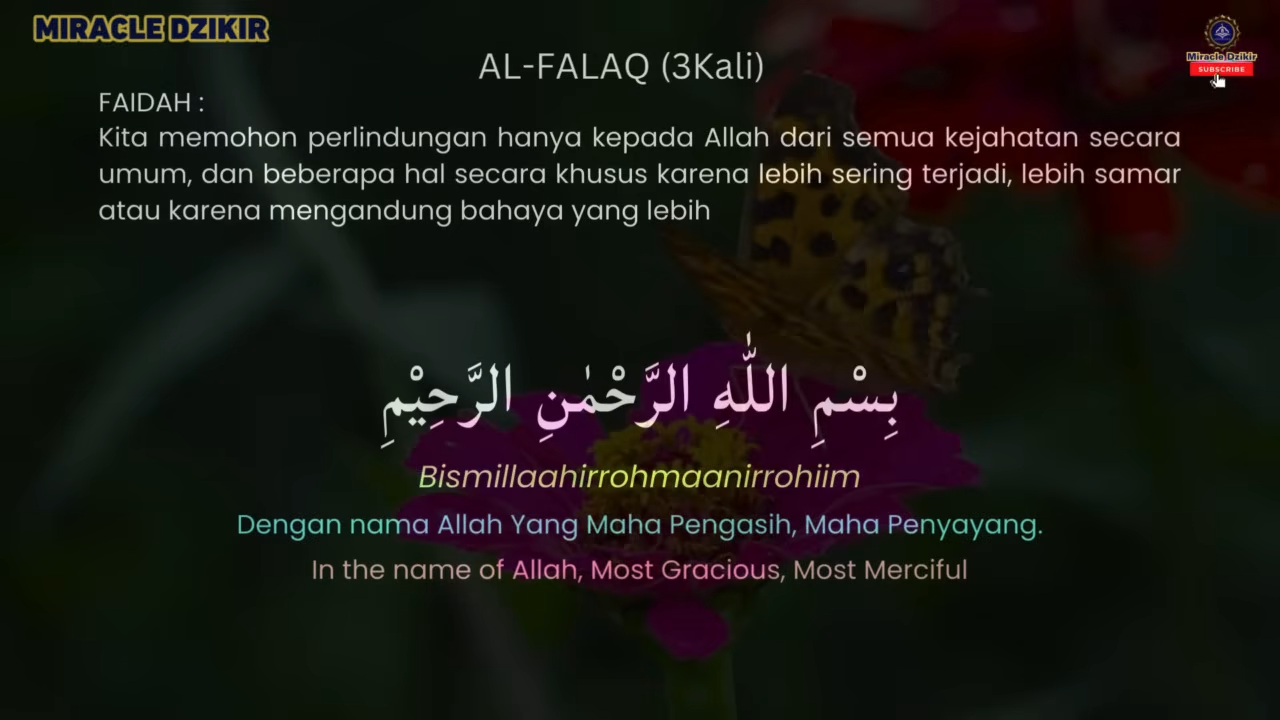 MIRACLE DZIKIR
Miracle Dzikir
SUBSCRIBE
AL-FALAQ (3Kali)
FAIDAH :
Kita memohon perlindungan hanya kepada Allah dari semua kejahatan secara
umum, dan beberapa hal secara khusus karena lebih sering terjadi, lebih samar
atau karena mengandung bahaya yang lebih
بِسْمِ اللّٰهِ الرَّحْمٰنِ الرَّحِيْمِ
Bismillaahirrohmaanirrohiim
Dengan nama Allah Yang Maha Pengasih, Maha Penyayang.
In the name of Allah, Most Gracious, Most Merciful